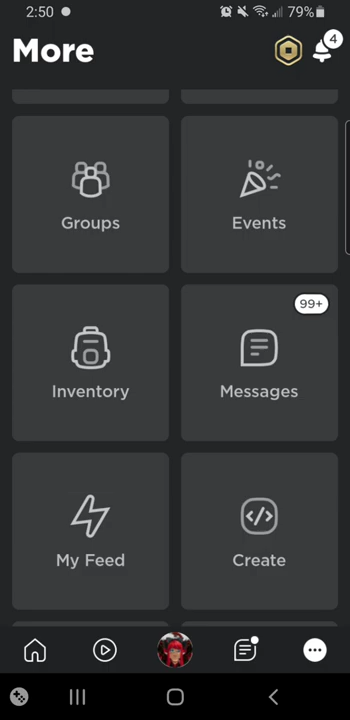 2:50 79%
More 4
Groups Events
99+
Inventory Messages
My Feed Create